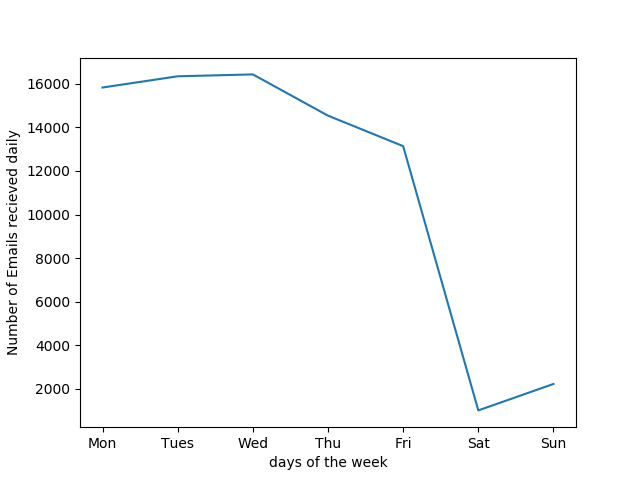 16000
14000
12000
10000
8000
6000
4000
2000
Number of Emails recieved daily
Mon Tues Wed Thu Fri Sat Sun
days of the week